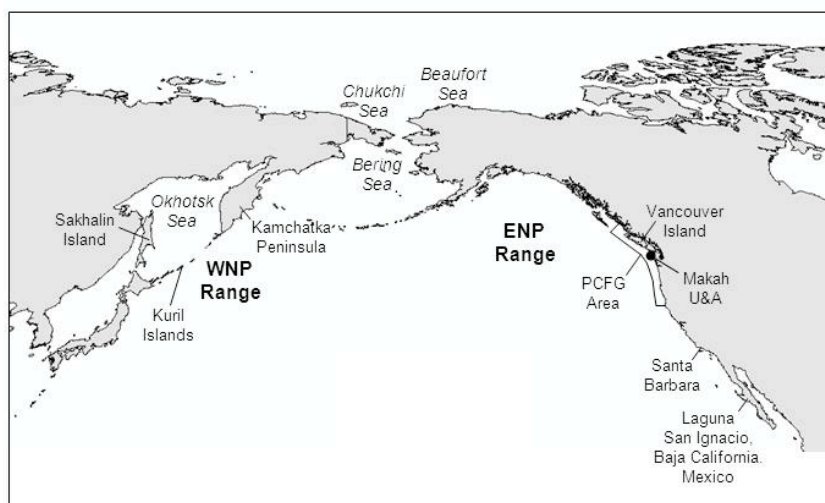 Chukchi
Sea
Beaufort
Sea
Bering
Sea
Okhotsk
Sea
Sakhalin
Island
Kamchatka
Peninsula
WNP
Range
Kuril
Islands
ENP
Range
Vancouver
Island
PCFG
Area
Makah
U&A
Santa
Barbara
Laguna
San Ignacio,
Baja California.
Mexico